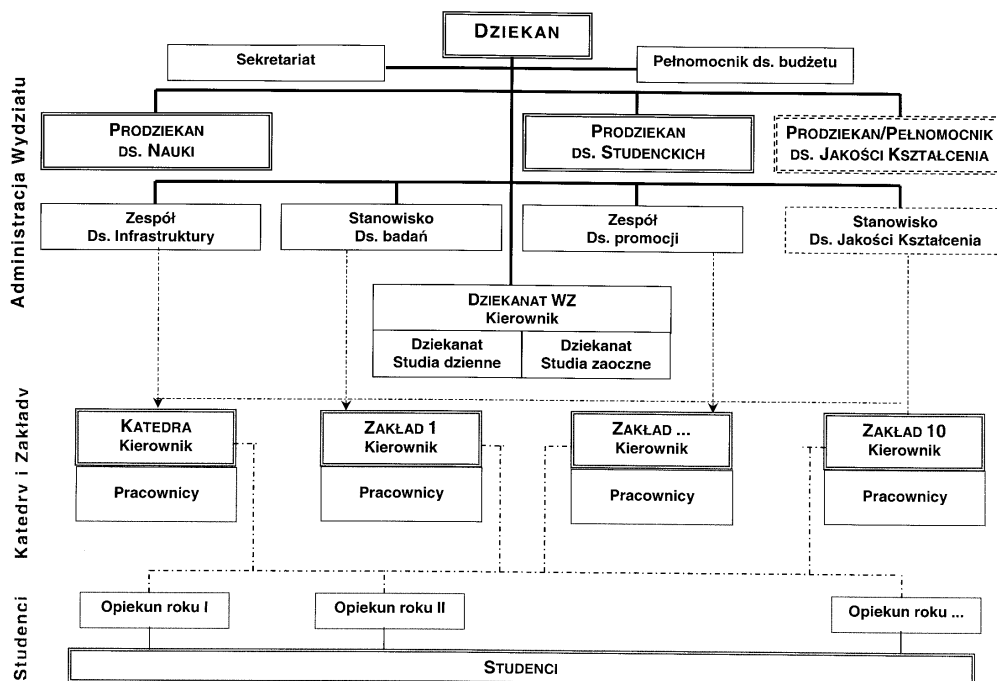 DZIEKAN
Sekretariat
Pełnomocnik ds. budżetu
PRODZIEKAN
DS. NAUKI
PRODZIEKAN
DS. STUDENCKICH
PRODZIEKAN/PEŁNOMOCNIK
DS. JAKOŚCI KSZTAŁCENIA
Zespół
Ds. Infrastruktury
Stanowisko
Ds. badań
Zespół
Ds. promocji
Stanowisko
Ds. Jakości Kształcenia
DZIEKANAT WZ
Kierownik
Dziekanat
Studia dzienne
Dziekanat
Studia zaoczne
Administracja Wydziału
KATEDRA
Kierownik
Pracownicy
ZAKŁAD 1
Kierownik
Pracownicy
ZAKŁAD ...
Kierownik
Pracownicy
ZAKŁAD 10
Kierownik
Pracownicy
Katedry i Zakłady
Opiekun roku I
Opiekun roku II
Opiekun roku ...
STUDENCI
Studenci